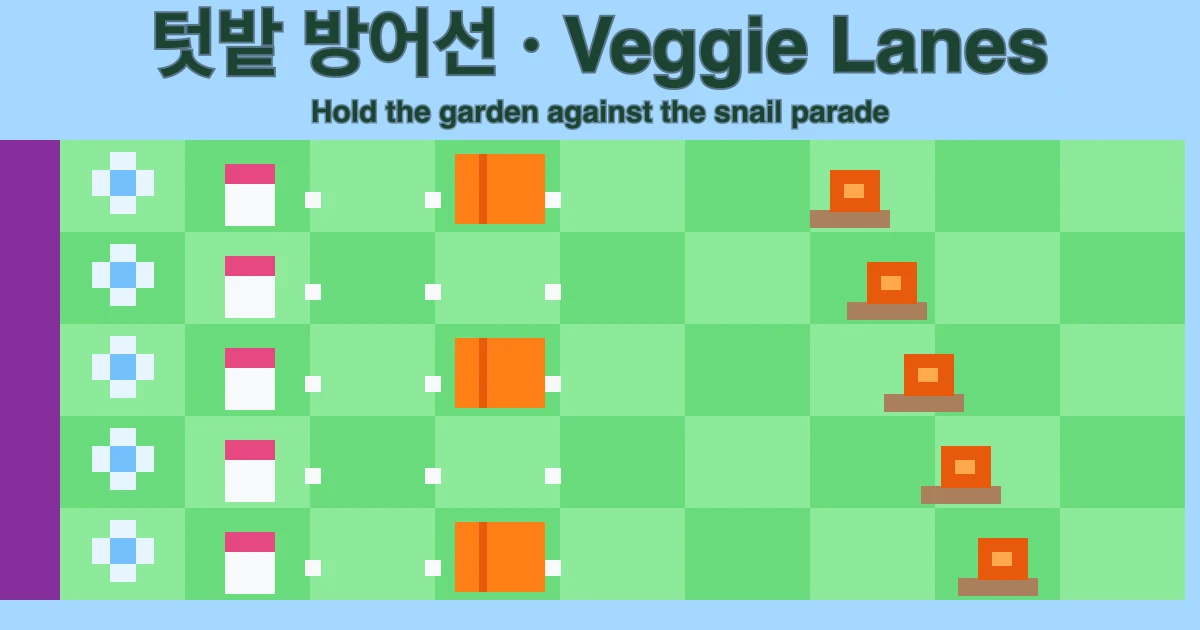 텃밭 방어선 · Veggie Lanes
Hold the garden against the snail parade